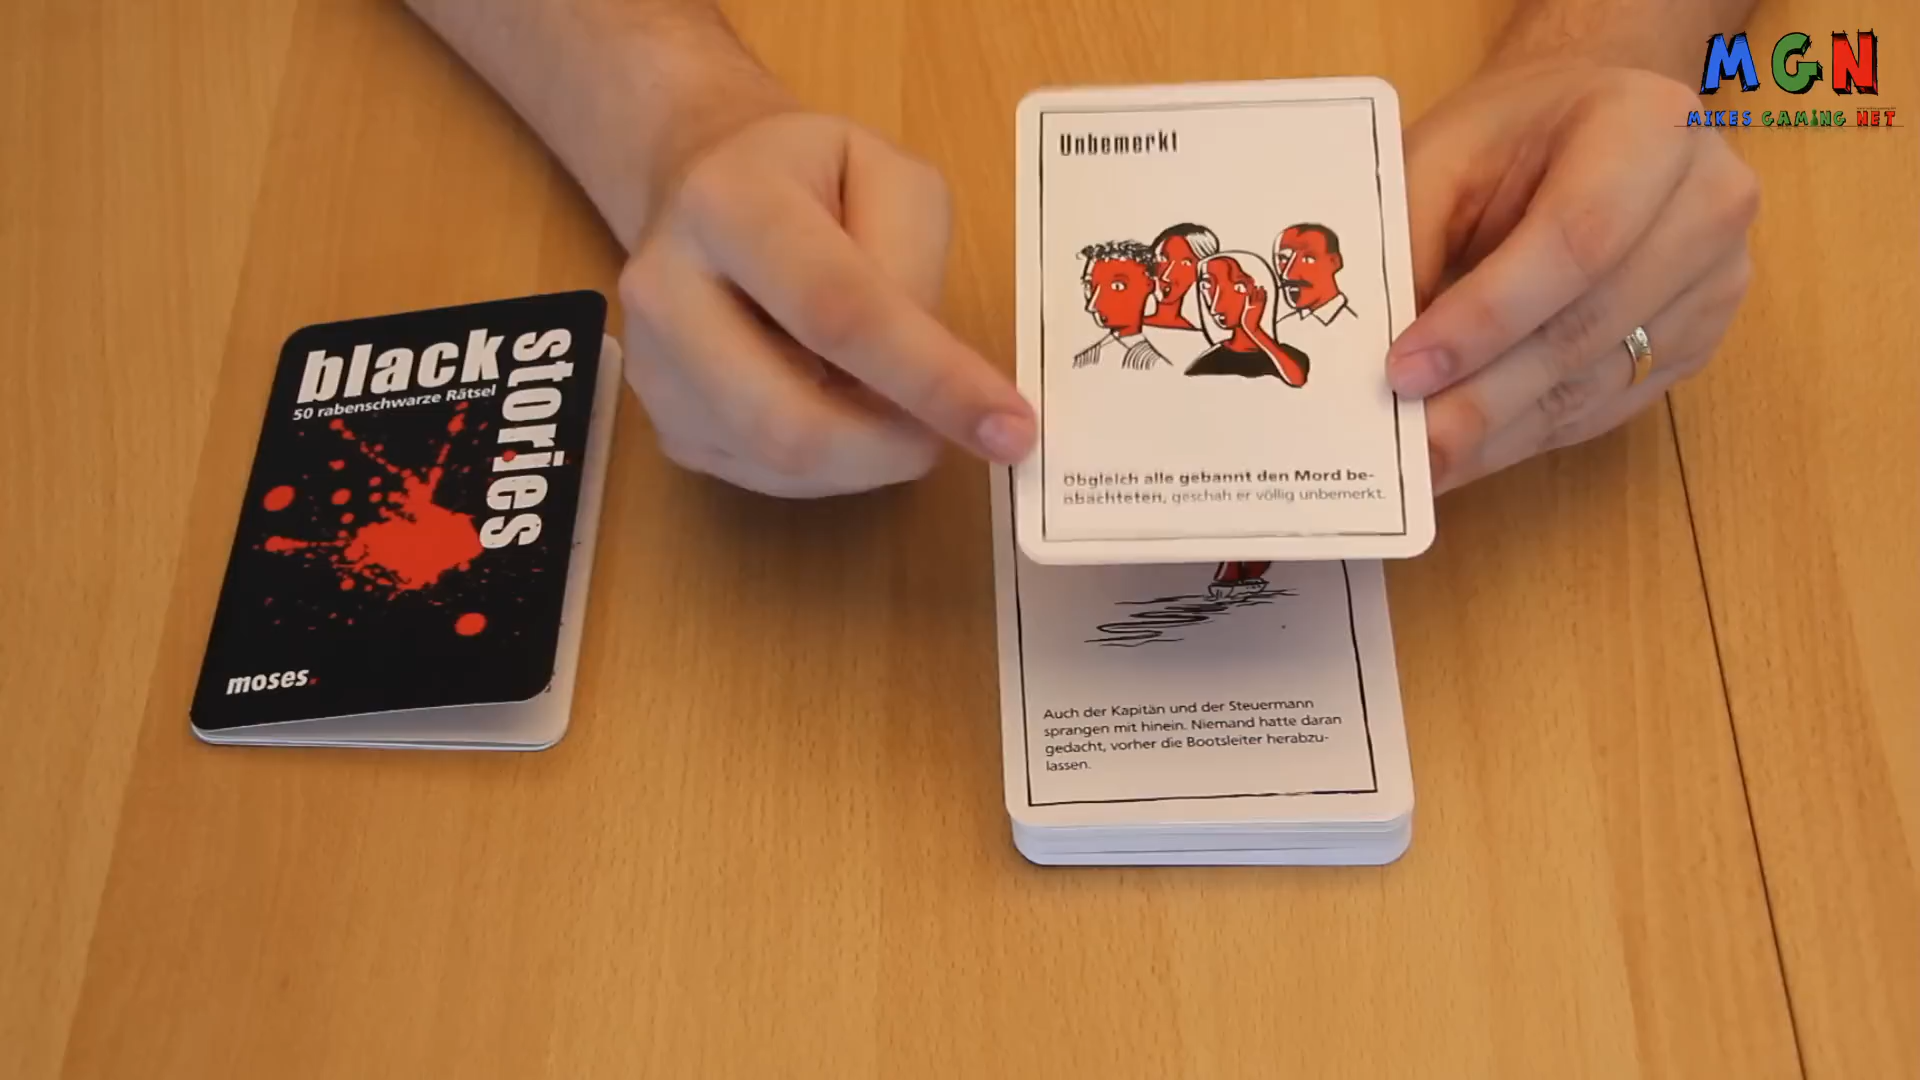 MGN
MIKES GAMING NET
black
stories
50 rabenschwarze Rätsel
moses.
Unbemerkt
Obgleich alle gebannt den Mord be-
obachteten, geschah er völlig unbemerkt.
Auch der Kapitän und der Steuermann
sprangen mit hinein. Niemand hatte daran
gedacht, vorher die Bootsleiter herabzu-
lassen.